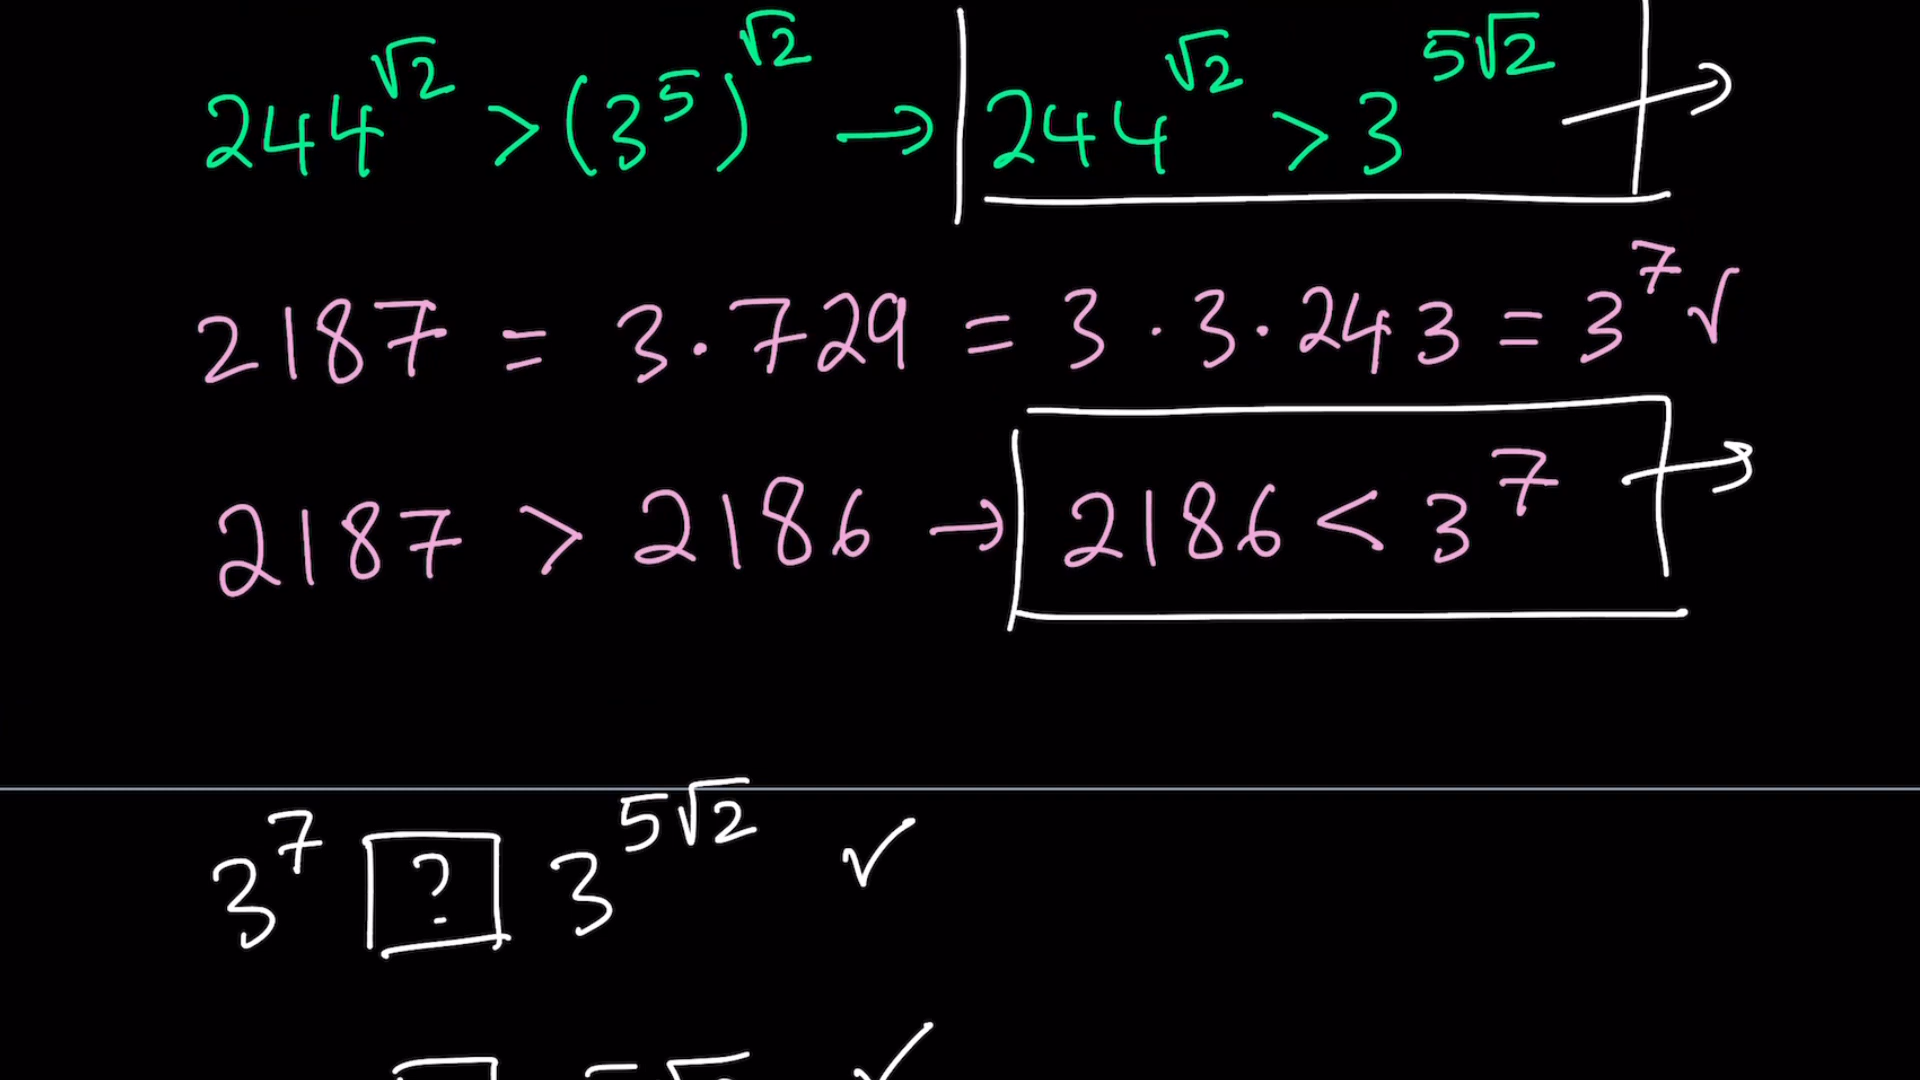 244^√2 > (3^5)^√2 → 244^√2 > 3^5√2 →
2187 = 3·729 = 3·3·243 = 3^7 √
2187 > 2186 → 2186 < 3^7 →
3^7 ? 3^5√2 ✓